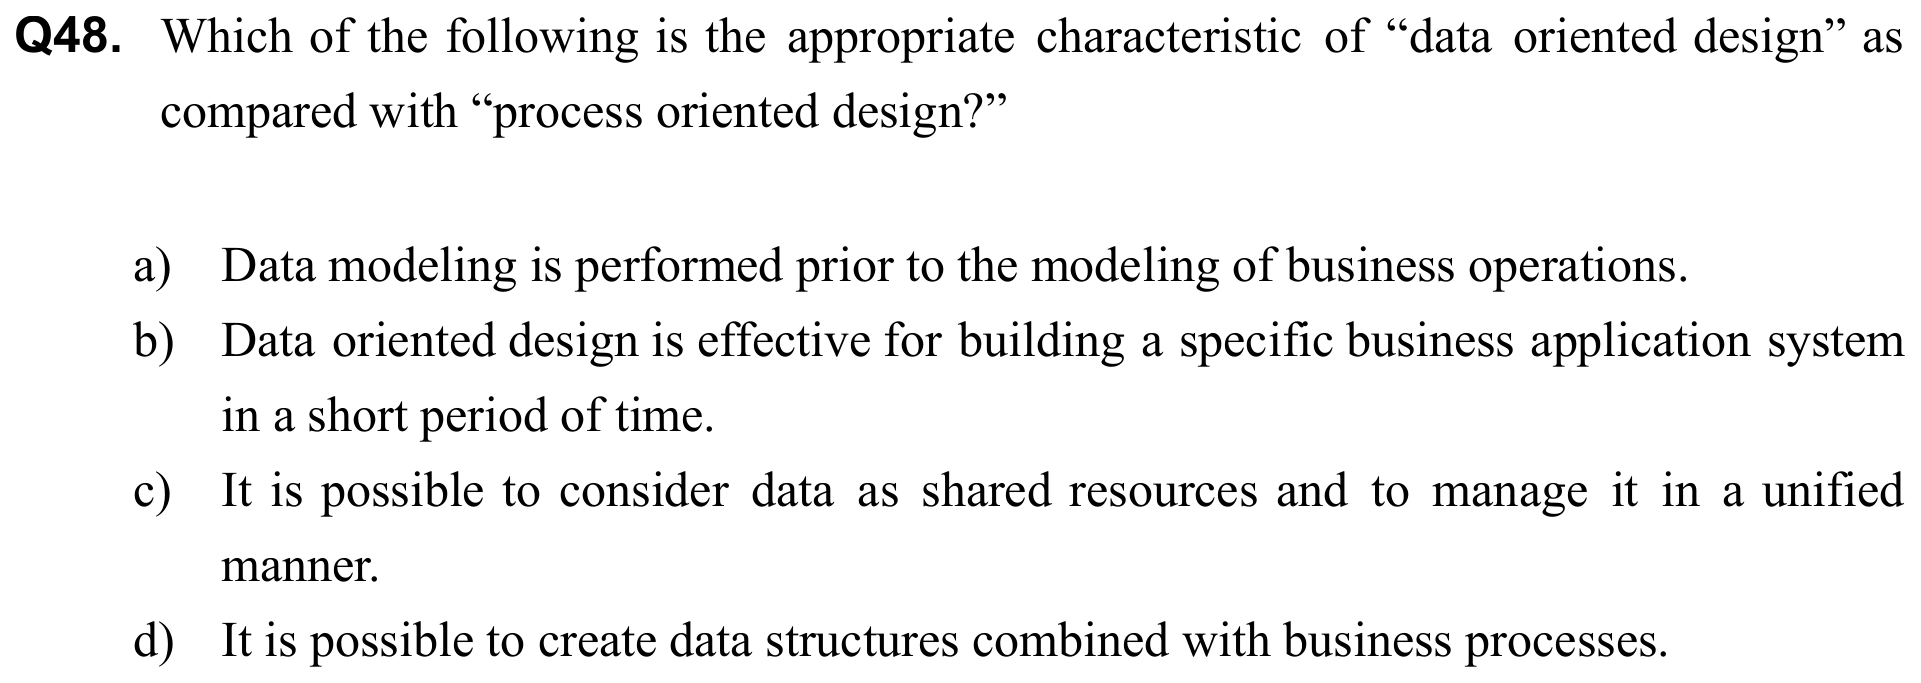 Q48. Which of the following is the appropriate characteristic of “data oriented design” as
compared with “process oriented design?”
a) Data modeling is performed prior to the modeling of business operations.
b) Data oriented design is effective for building a specific business application system
in a short period of time.
c) It is possible to consider data as shared resources and to manage it in a unified
manner.
d) It is possible to create data structures combined with business processes.